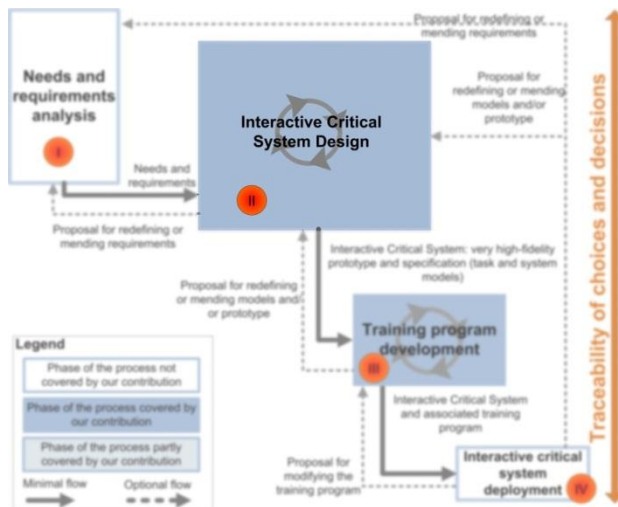 Proposal for redefining or
mending requirements
Needs and
requirements
analysis
I
Interactive Critical
System Design
II
Proposal for
redefining or mending
models and/or
prototype
Needs and
requirements
Proposal for redefining or
mending requirements
Interactive Critical System: very high-fidelity
prototype and specification (task and system
models)
Proposal for redefining
or mending models and/
or prototype
Training program
development
III
Interactive Critical System
and associated training
program
Proposal for
modifying the
training program
Interactive critical
system
deployment
IV
Traceability of choices and decisions
Legend
Phase of the process not
covered by our contribution
Phase of the process covered by
our contribution
Phase of the process partly
covered by our contribution
Minimal flow
Optional flow